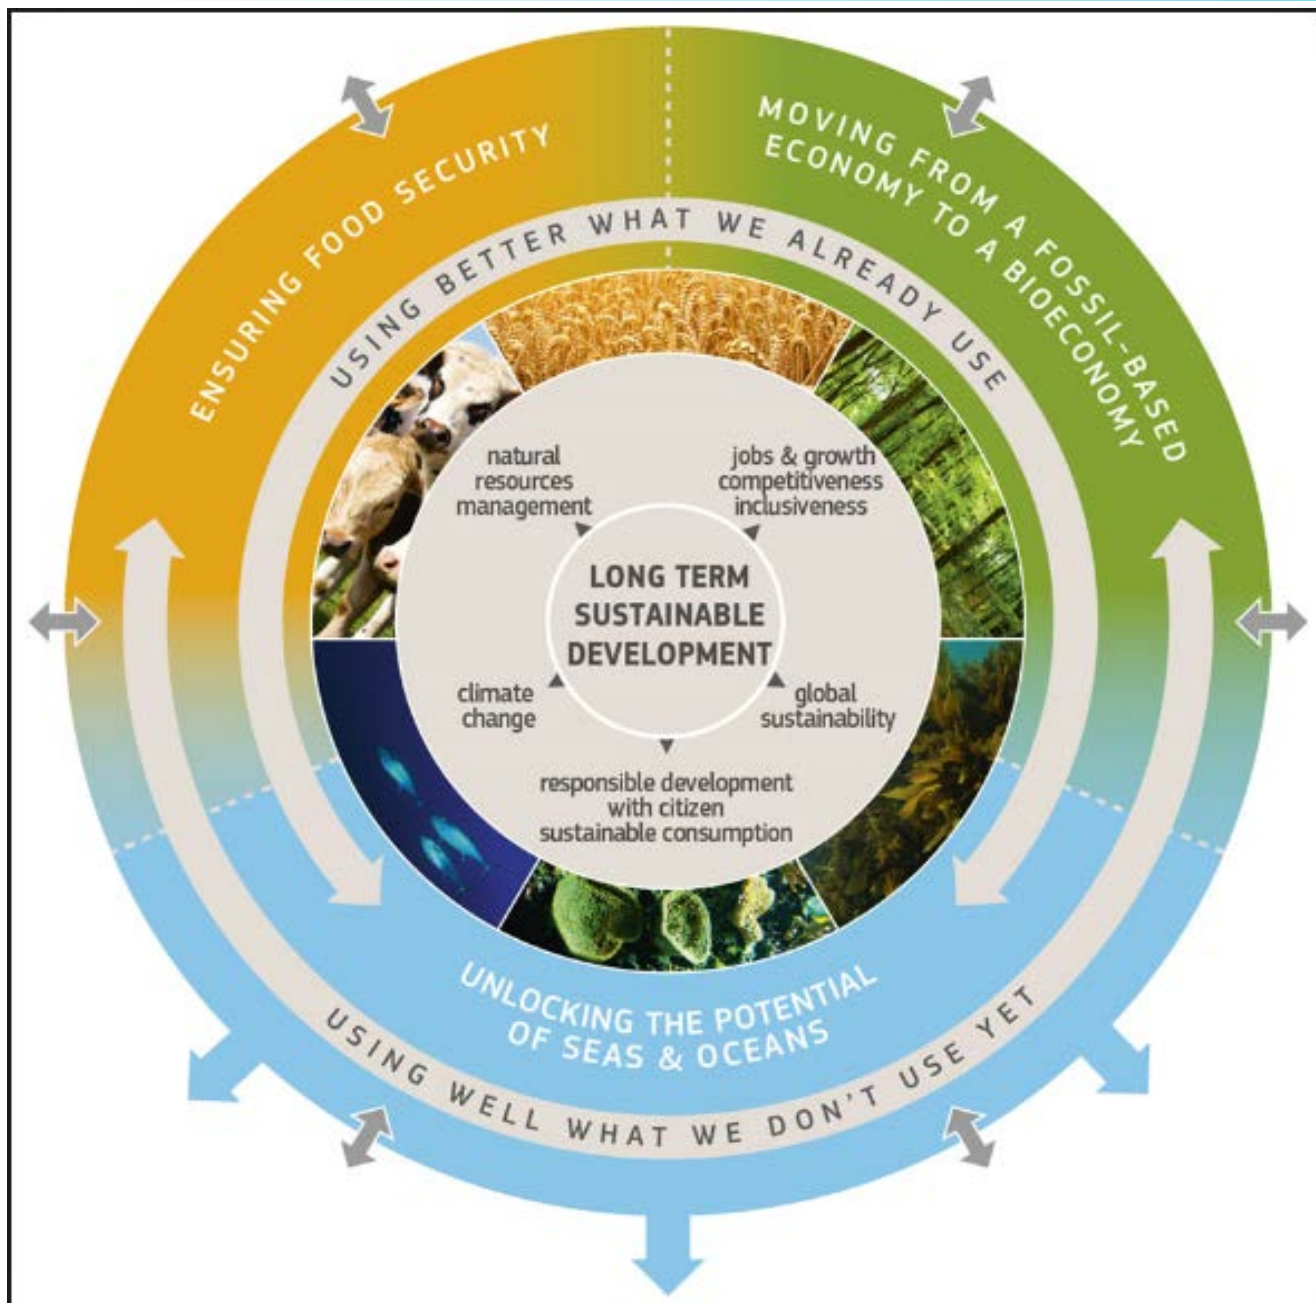 ENSURING FOOD SECURITY
MOVING FROM A FOSSIL-BASED
ECONOMY TO A BIOECONOMY
USING BETTER WHAT WE ALREADY USE
natural
resources
management
jobs & growth
competitiveness
inclusiveness
LONG TERM
SUSTAINABLE
DEVELOPMENT
climate
change
global
sustainability
responsible development
with citizen
sustainable consumption
UNLOCKING THE POTENTIAL
OF SEAS & OCEANS
USING WELL WHAT WE DON'T USE YET